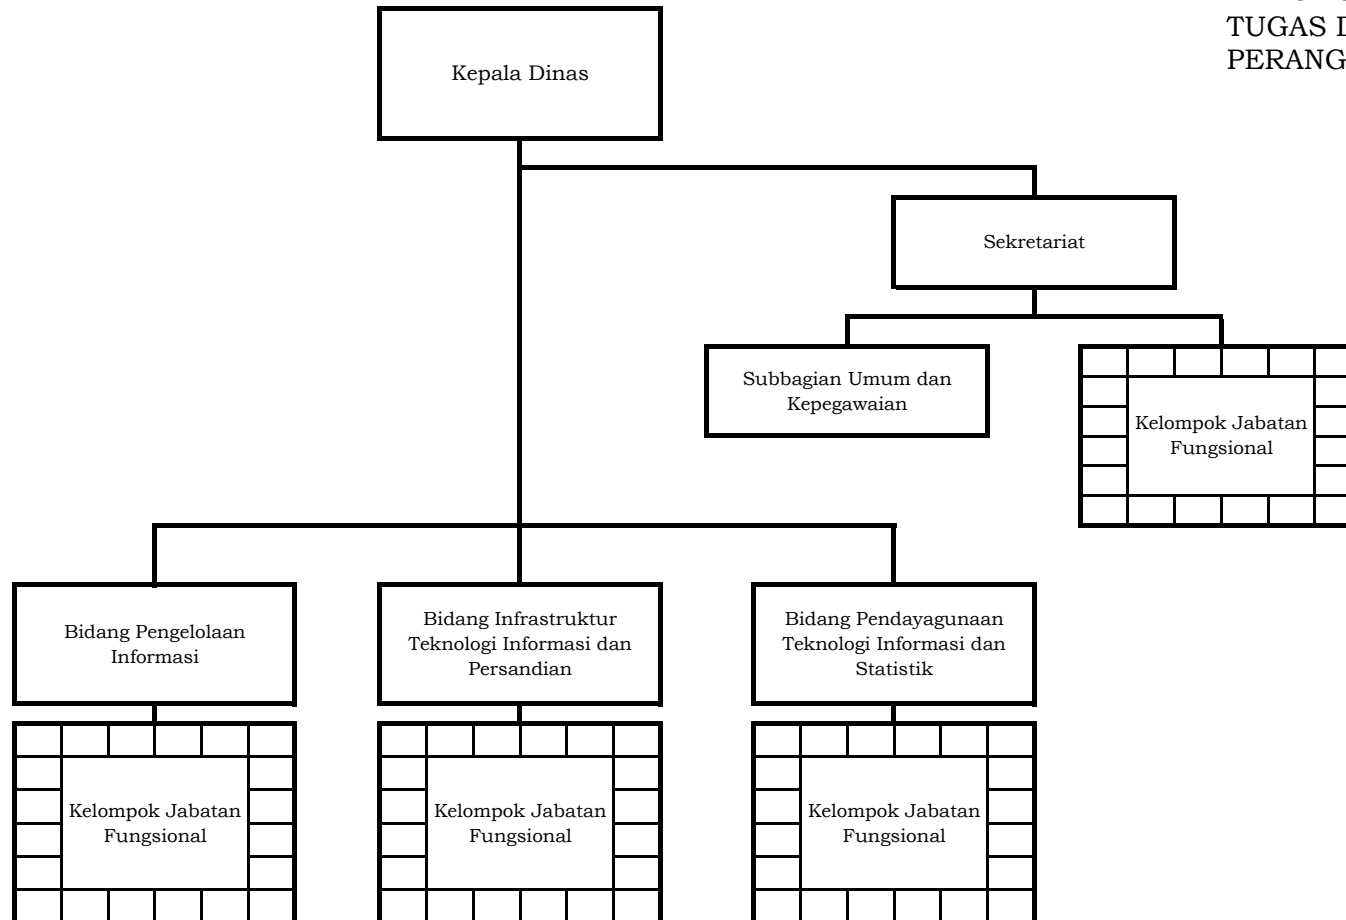 TUGAS
Kepala Dinas
Sekretariat
Subbagian Umum dan
Kepegawaian
Kelompok Jabatan
Fungsional
Bidang Pengelolaan
Informasi
Bidang Infrastruktur
Teknologi Informasi dan
Persandian
Bidang Pendayagunaan
Teknologi Informasi dan
Statistik
Kelompok Jabatan
Fungsional
Kelompok Jabatan
Fungsional
Kelompok Jabatan
Fungsional